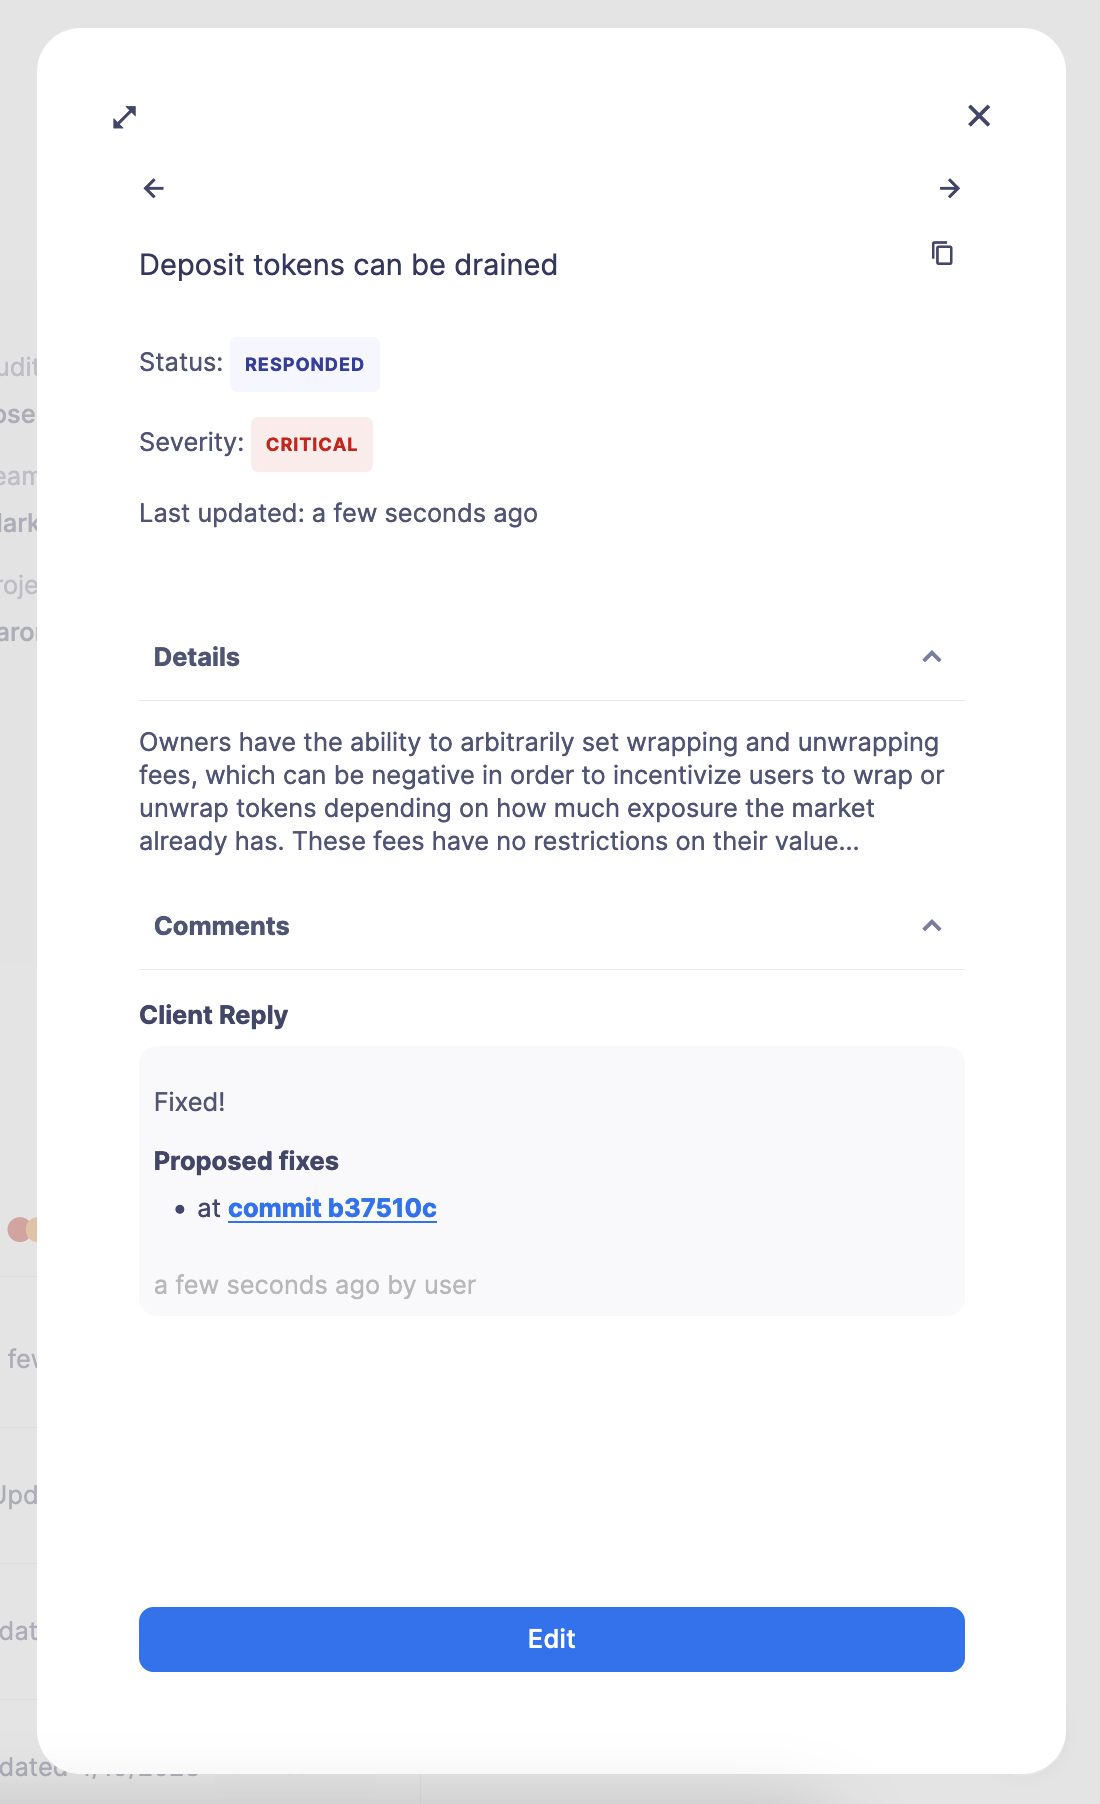 Deposit tokens can be drained
Status: RESPONDED
Severity: CRITICAL
Last updated: a few seconds ago
Details
Owners have the ability to arbitrarily set wrapping and unwrapping
fees, which can be negative in order to incentivize users to wrap or
unwrap tokens depending on how much exposure the market
already has. These fees have no restrictions on their value...
Comments
Client Reply
Fixed!
Proposed fixes
• at commit b37510c
a few seconds ago by user
Edit